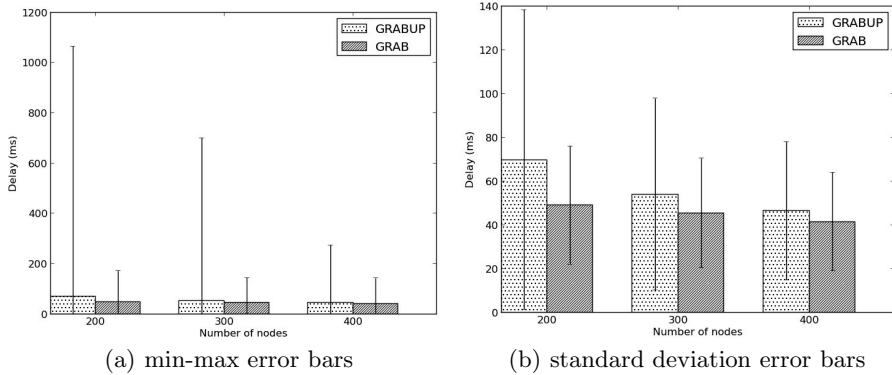 1200
1000
800
600
400
200
0
Delay (ms)
GRABUP
GRAB
200
300
400
Number of nodes
(a) min-max error bars
140
120
100
80
60
40
20
0
Delay (ms)
GRABUP
GRAB
200
300
400
Number of nodes
(b) standard deviation error bars